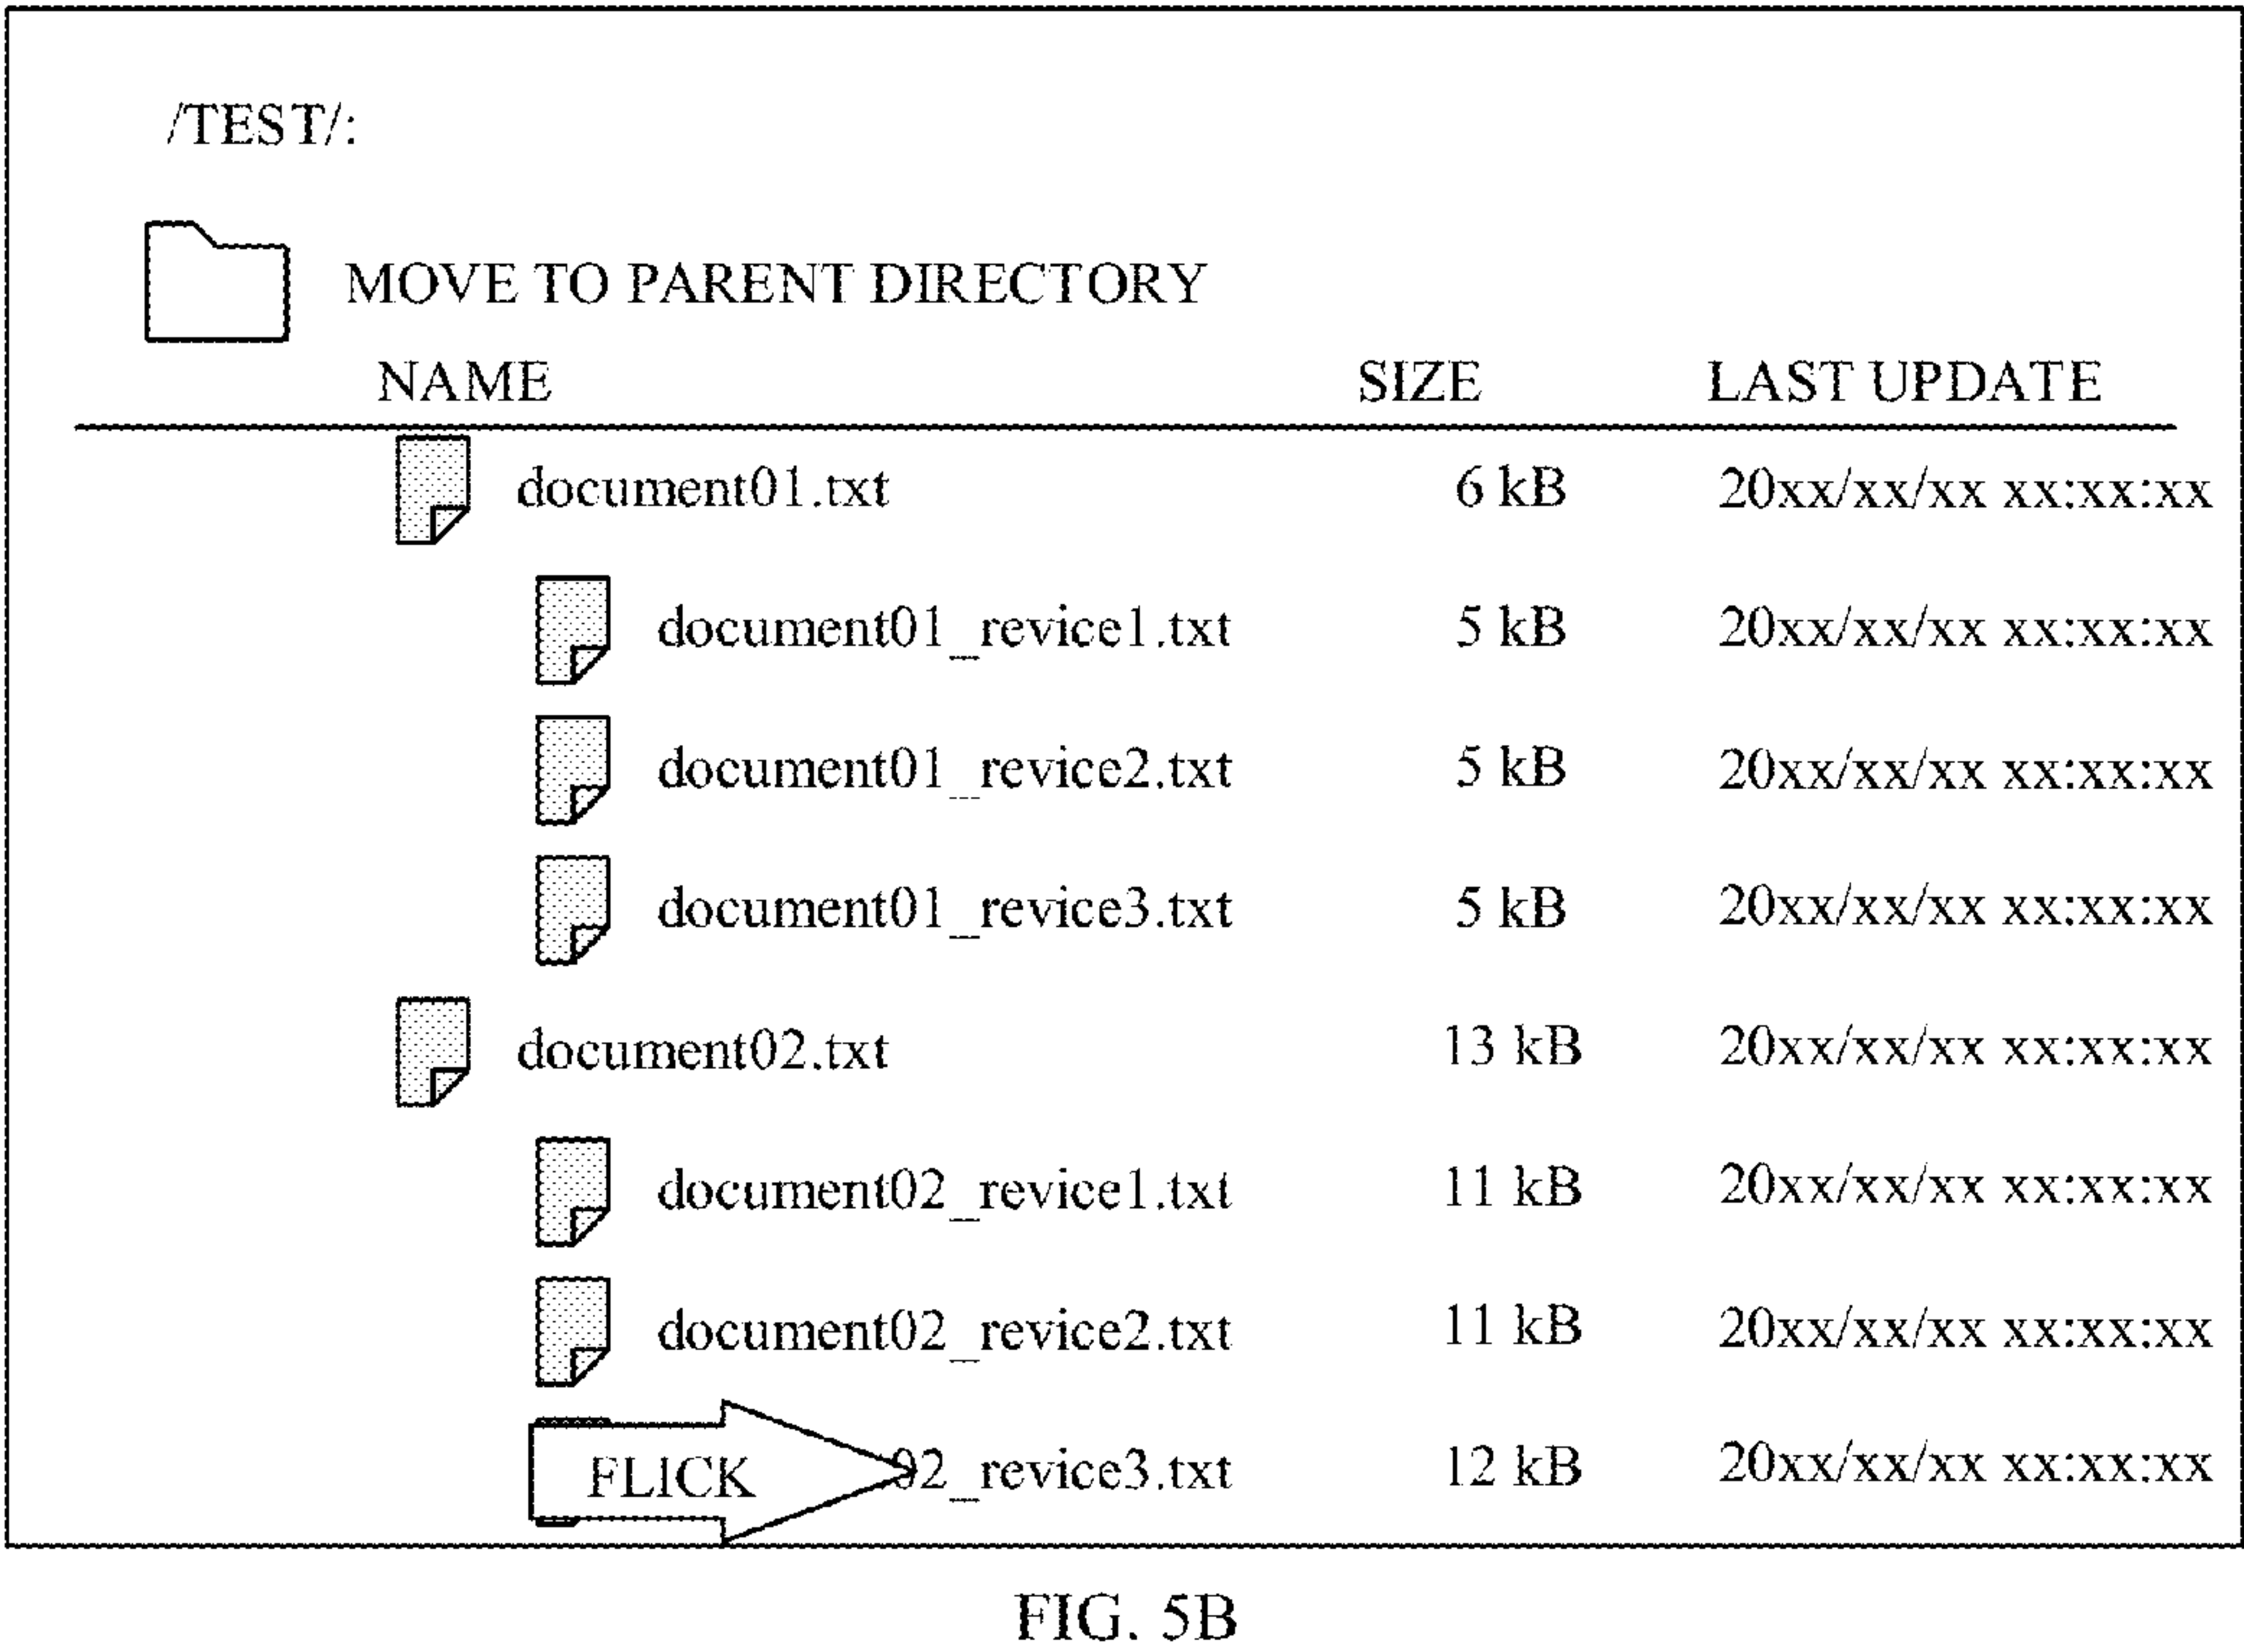 /TEST/:
MOVE TO PARENT DIRECTORY
NAME SIZE LAST UPDATE
document01.txt 6 kB 20xx/xx/xx xx:xx:xx
document01_revice1.txt 5 kB 20xx/xx/xx xx:xx:xx
document01_revice2.txt 5 kB 20xx/xx/xx xx:xx:xx
document01_revice3.txt 5 kB 20xx/xx/xx xx:xx:xx
document02.txt 13 kB 20xx/xx/xx xx:xx:xx
document02_revice1.txt 11 kB 20xx/xx/xx xx:xx:xx
document02_revice2.txt 11 kB 20xx/xx/xx xx:xx:xx
FLICK 02_revice3.txt 12 kB 20xx/xx/xx xx:xx:xx
FIG. 5B